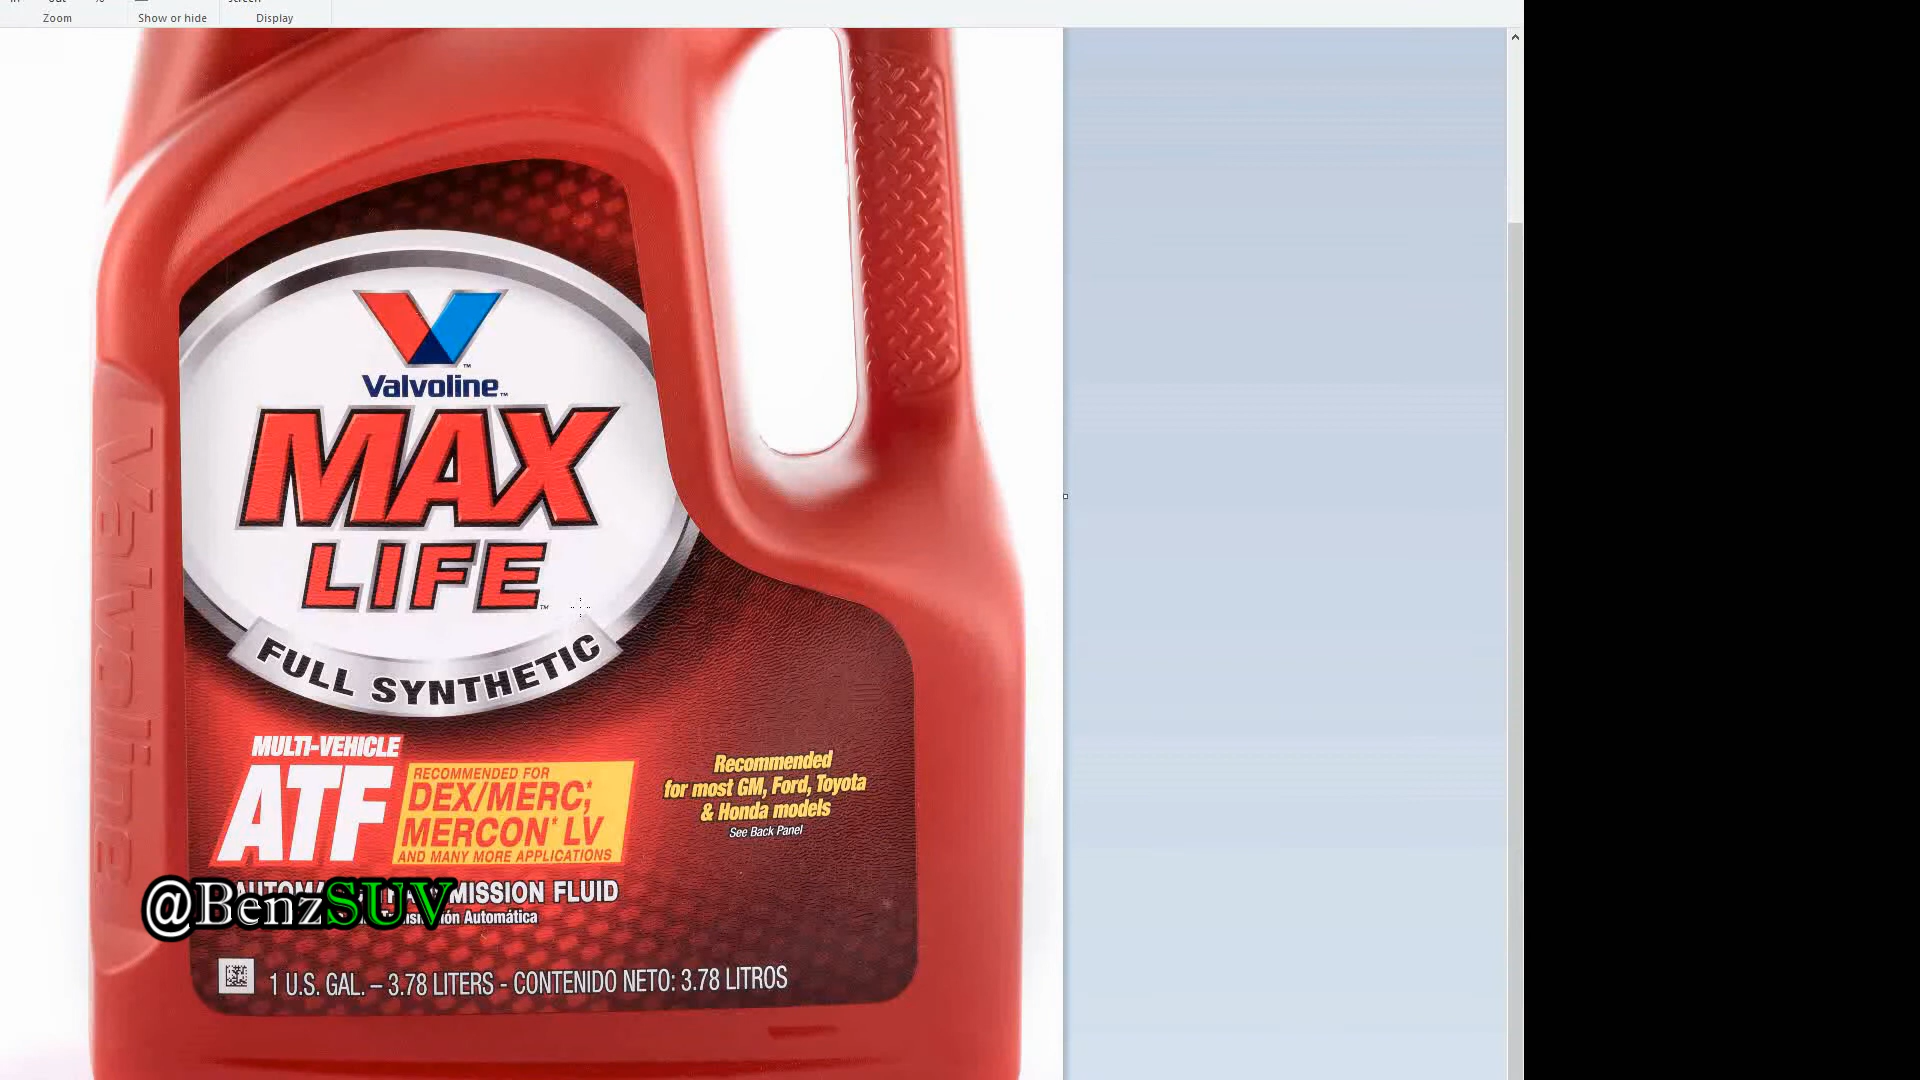 Zoom
Show or hide
Display
Valvoline™
MAX
LIFE™
FULL SYNTHETIC
MULTI-VEHICLE
ATF
RECOMMENDED FOR
DEX/MERC,*
MERCON* LV
AND MANY MORE APPLICATIONS
Recommended
for most GM, Ford, Toyota
& Honda models
See Back Panel
MISSION FLUID
Automática
@BenzSUV
1 U.S. GAL. – 3.78 LITERS - CONTENIDO NETO: 3.78 LITROS
Valvoline